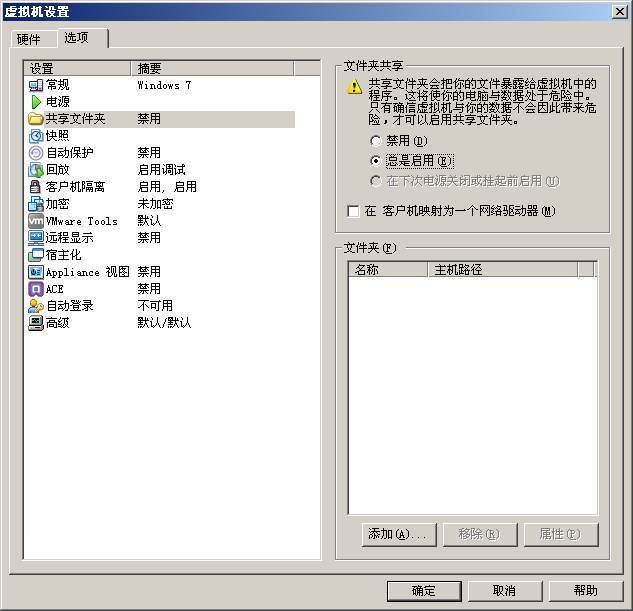 虚拟机设置
硬件 选项
设置 摘要
常规 Windows 7
电源
共享文件夹 禁用
快照
自动保护 禁用
回放 启用调试
客户机隔离 启用, 启用
加密 未加密
VMware Tools 默认
远程显示 禁用
宿主化
Appliance 视图 禁用
ACE 禁用
自动登录 不可用
高级 默认/默认
文件夹共享
共享文件夹会把你的文件暴露给虚拟机中的
程序。这将使你的电脑与数据处于危险中。
只有确信虚拟机与你的数据不会因此带来危
险，才可以启用共享文件夹。
禁用(D)
总是启用(E)
在下次电源关闭或挂起前启用(U)
在 客户机映射为一个网络驱动器(M)
文件夹(F)
名称 主机路径
添加(A)... 移除(R) 属性(P)
确定 取消 帮助